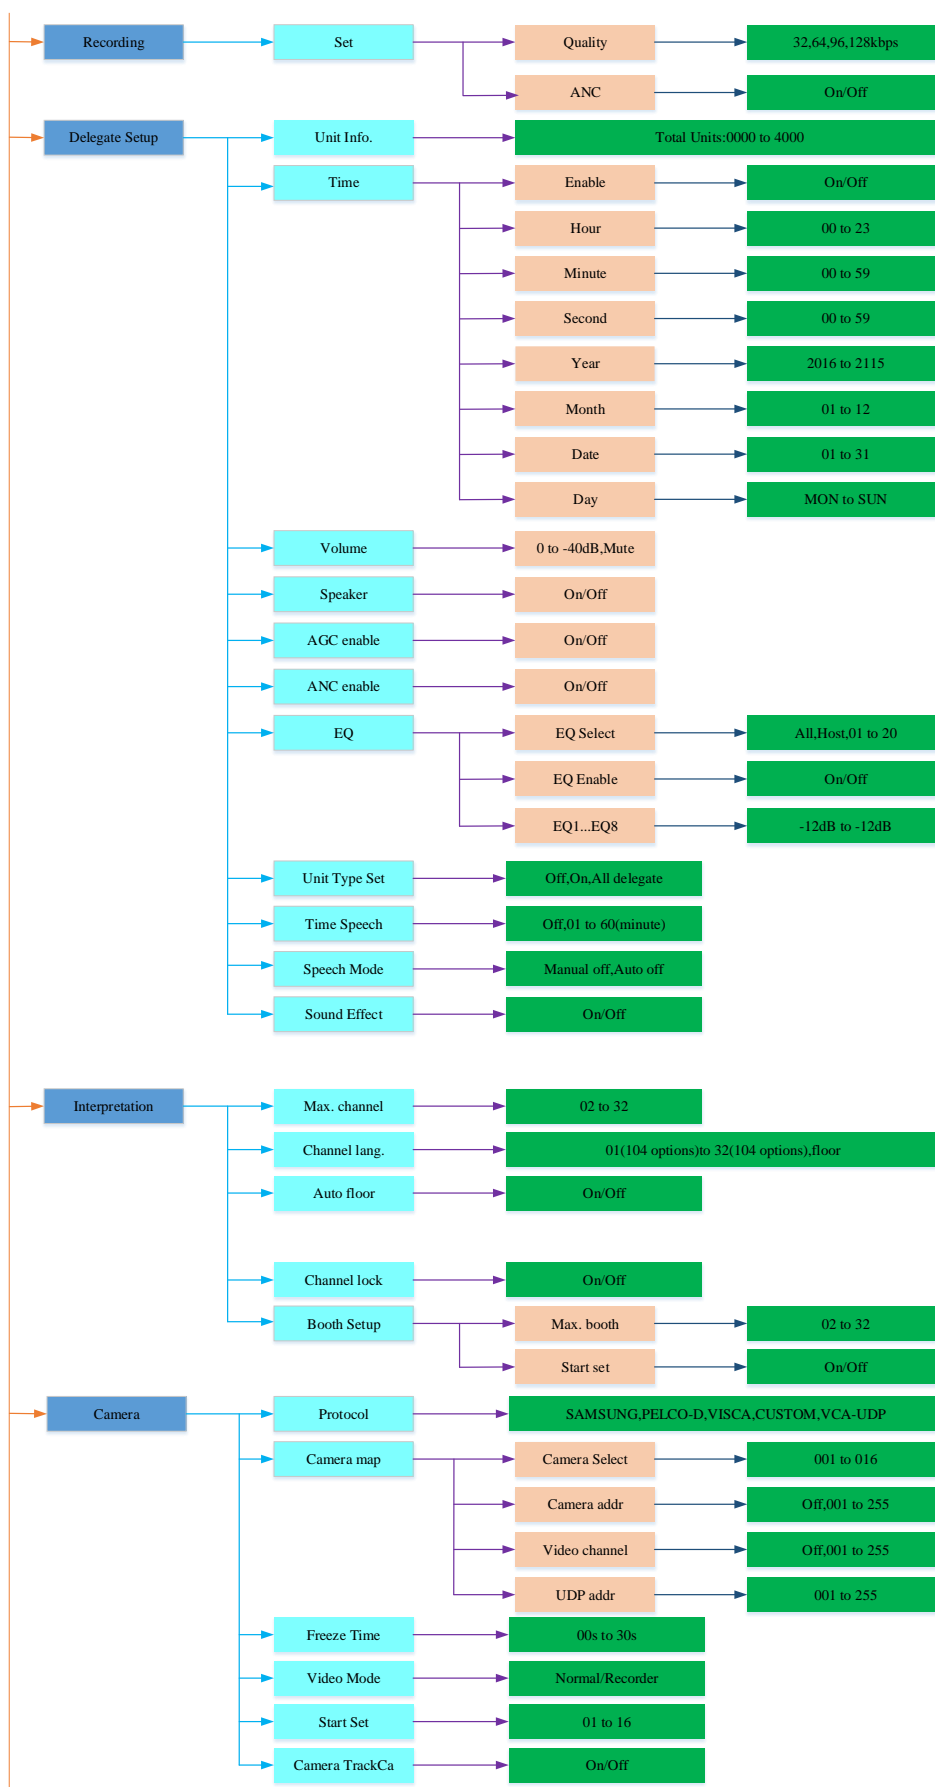 Recording
Set
Quality
32,64,96,128kbps
ANC
On/Off
Delegate Setup
Unit Info.
Total Units:0000 to 4000
Time
Enable
On/Off
Hour
00 to 23
Minute
00 to 59
Second
00 to 59
Year
2016 to 2115
Month
01 to 12
Date
01 to 31
Day
MON to SUN
Volume
0 to -40dB,Mute
Speaker
On/Off
AGC enable
On/Off
ANC enable
On/Off
EQ
EQ Select
All,Host,01 to 20
EQ Enable
On/Off
EQ1...EQ8
-12dB to -12dB
Unit Type Set
Off,On,All delegate
Time Speech
Off,01 to 60(minute)
Speech Mode
Manual off,Auto off
Sound Effect
On/Off
Interpretation
Max. channel
02 to 32
Channel lang.
01(104 options)to 32(104 options),floor
Auto floor
On/Off
Channel lock
On/Off
Booth Setup
Max. booth
02 to 32
Start set
On/Off
Camera
Protocol
SAMSUNG,PELCO-D,VISCA,CUSTOM,VCA-UDP
Camera map
Camera Select
001 to 016
Camera addr
Off,001 to 255
Video channel
Off,001 to 255
UDP addr
001 to 255
Freeze Time
00s to 30s
Video Mode
Normal/Recorder
Start Set
01 to 16
Camera TrackCa
On/Off